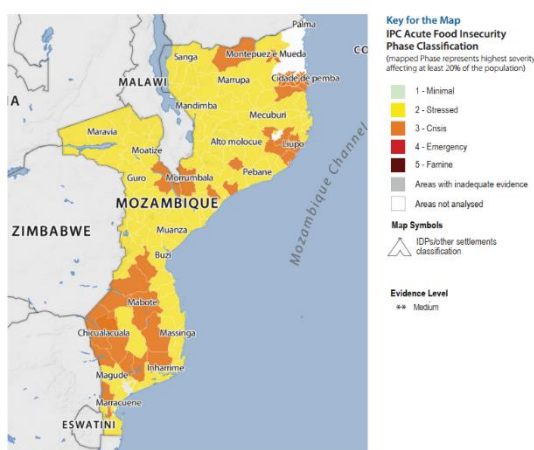 Palma
Sanga
Montepuez
Mueda
CO
MALAWI
Marrupa
Cidade de pemba
A
Mandimba
Mecuburi
Maravia
Alto molocue
Liupo
Moatize
Guro
Morrumbala
Pebane
MOZAMBIQUE
Mozambique Channel
ZIMBABWE
Muanza
Buzi
Mabote
Chicualacuala
Massinga
Magude
Inharrime
Marracuene
ESWATINI
Key for the Map
IPC Acute Food Insecurity
Phase Classification
(mapped Phase represents highest severity
affecting at least 20% of the population)
1 - Minimal
2 - Stressed
3 - Crisis
4 - Emergency
5 - Famine
Areas with inadequate evidence
Areas not analysed
Map Symbols
IDPs/other settlements
classification
Evidence Level
** Medium